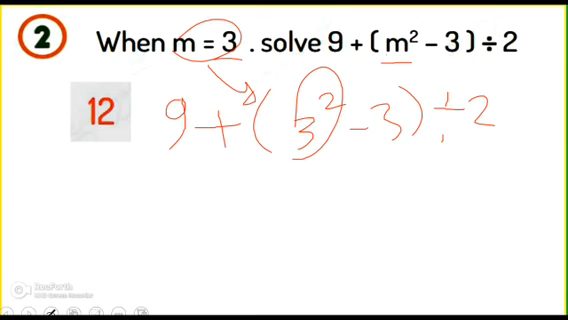 2 When m = 3 . solve 9 + ( m² – 3 ) ÷ 2
12 9 + ( 3² - 3 ) ÷ 2